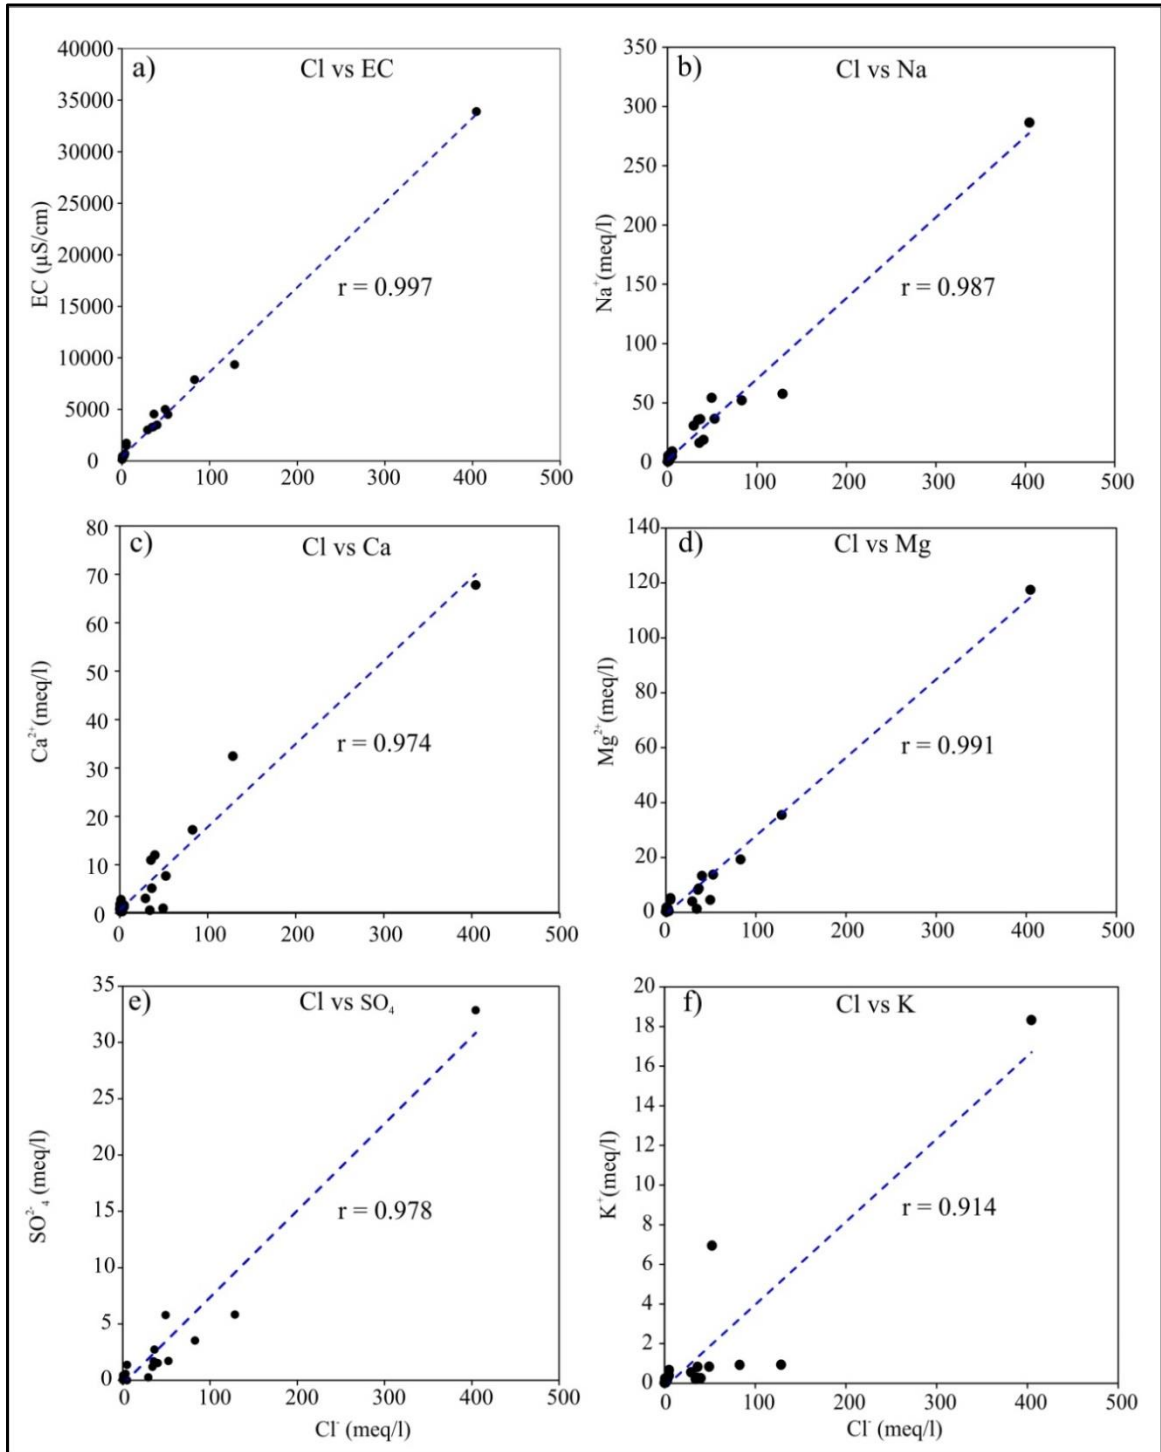 a)
Cl vs EC
40000
35000
30000
25000
20000
15000
10000
5000
0
EC (µS/cm)
r = 0.997
0 100 200 300 400 500
b)
Cl vs Na
350
300
250
200
150
100
50
0
Na⁺(meq/l)
r = 0.987
0 100 200 300 400 500
c)
Cl vs Ca
80
70
60
50
40
30
20
10
0
Ca²⁺(meq/l)
r = 0.974
0 100 200 300 400 500
d)
Cl vs Mg
140
120
100
80
60
40
20
0
Mg²⁺(meq/l)
r = 0.991
0 100 200 300 400 500
e)
Cl vs SO₄
35
30
25
20
15
10
5
0
SO²⁻₄ (meq/l)
r = 0.978
0 100 200 300 400 500
Cl⁻ (meq/l)
f)
Cl vs K
20
18
16
14
12
10
8
6
4
2
0
K⁺(meq/l)
r = 0.914
0 100 200 300 400 500
Cl⁻ (meq/l)